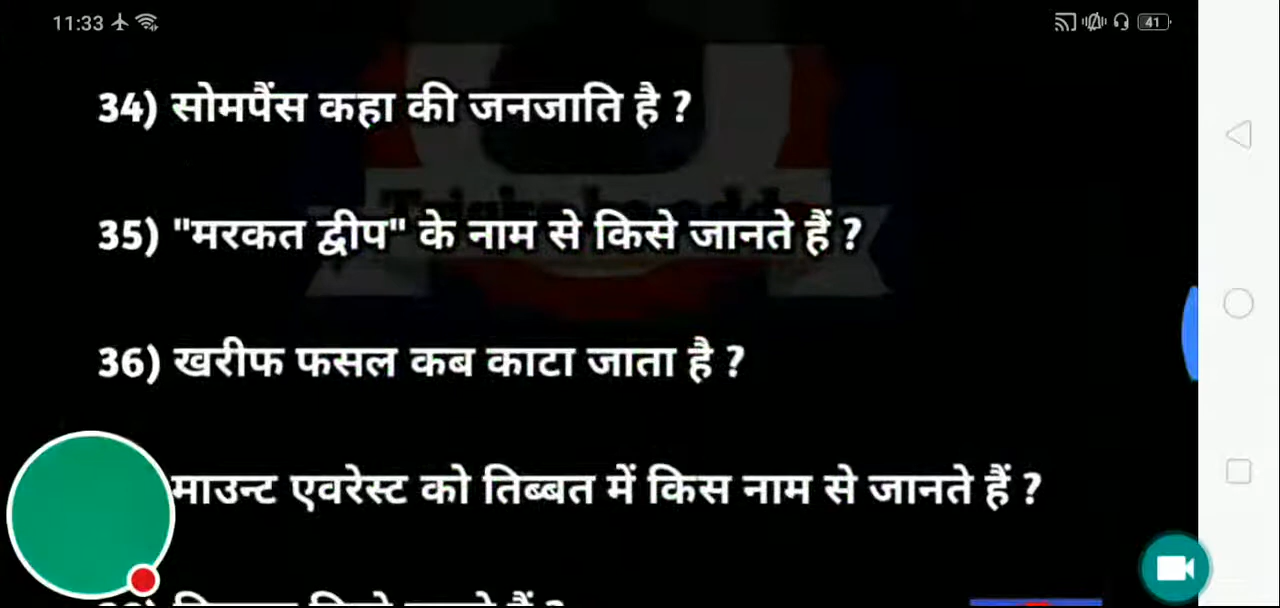 11:33
41
34) सोमपैंस कहा की जनजाति है ?
35) "मरकत द्वीप" के नाम से किसे जानते हैं ?
36) खरीफ फसल कब काटा जाता है ?
माउन्ट एवरेस्ट को तिब्बत में किस नाम से जानते हैं ?